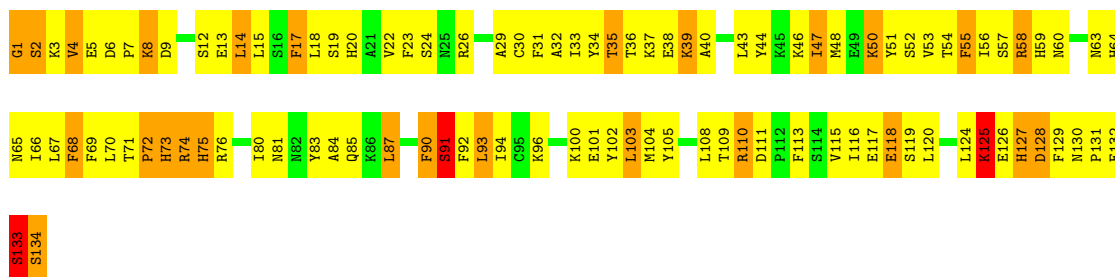 G1 S2 K3 V4 E5 D6 P7 K8 D9 S12 E13 L14 L15 S16 F17 L18 S19 H20 A21 V22 F23 S24 N25 R26 A29 C30 F31 A32 I33 Y34 T35 T36 K37 E38 K39 A40 L43 Y44 K45 K46 I47 M48 E49 K50 Y51 S52 V53 T54 F55 I56 S57 R58 H59 N60 N63
N65 I66 L67 F68 F69 L70 T71 P72 H73 R74 H75 R76 I80 N81 N82 Y83 A84 Q85 K86 L87 F90 S91 F92 L93 I94 C95 K96 K100 E101 Y102 L103 M104 Y105 L108 T109 R110 D111 P112 F113 S114 V115 I116 E117 E118 S119 L120 L124 K125 E126 H127 D128 F129 N130 P131
S133 S134